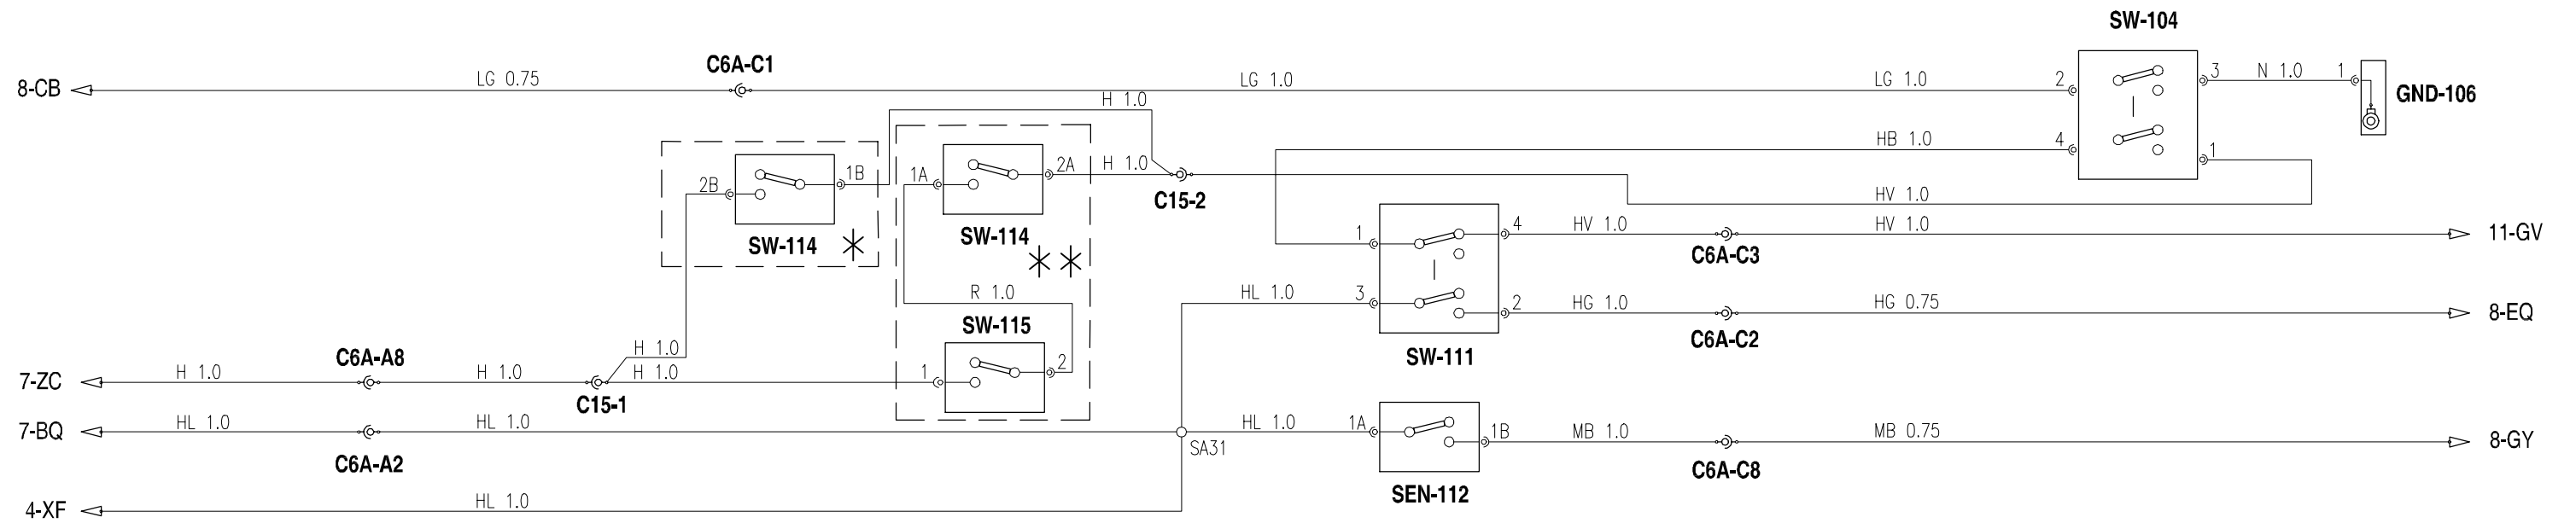 SW-104
8-CB LG 0.75 C6A-C1 LG 1.0 LG 1.0 2 3 N 1.0 1 GND-106
H 1.0
HB 1.0 4 1
2B 1B 1A 2A H 1.0
C15-2
HV 1.0
SW-114 SW-114
1 4 HV 1.0 HV 1.0 11-GV
C6A-C3
R 1.0 HL 1.0 3 2 HG 1.0 HG 0.75 8-EQ
SW-115
C6A-C2
SW-111
H 1.0
C6A-A8
7-ZC H 1.0 H 1.0 H 1.0 1 2
C15-1
7-BQ HL 1.0 HL 1.0 HL 1.0 1A 1B MB 1.0 MB 0.75 8-GY
SA31
C6A-A2 C6A-C8
SEN-112
4-XF HL 1.0